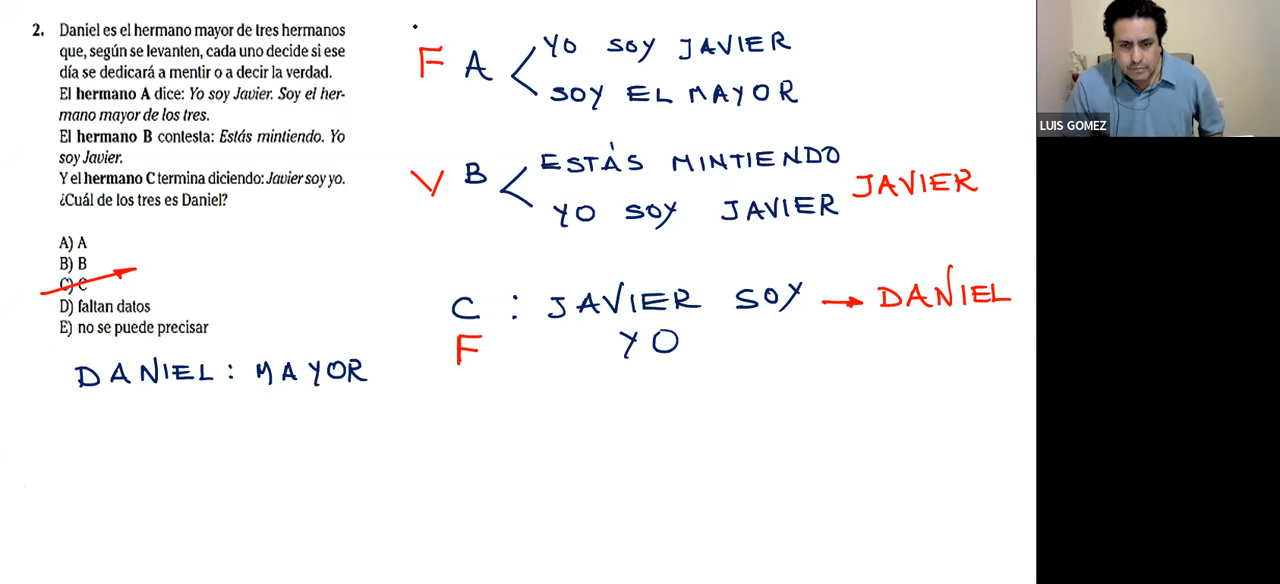 2. Daniel es el hermano mayor de tres hermanos
que, según se levanten, cada uno decide si ese
día se dedicará a mentir o a decir la verdad.
El hermano A dice: Yo soy Javier. Soy el her-
mano mayor de los tres.
El hermano B contesta: Estás mintiendo. Yo
soy Javier.
Y el hermano C termina diciendo: Javier soy yo.
¿Cuál de los tres es Daniel?
A) A
B) B
C) C
D) faltan datos
E) no se puede precisar
DANIEL: MAYOR
F A YO SOY JAVIER
SOY EL MAYOR
V B ESTÁS MINTIENDO
YO SOY JAVIER JAVIER
C : JAVIER SOY → DANIEL
F YO
LUIS GOMEZ